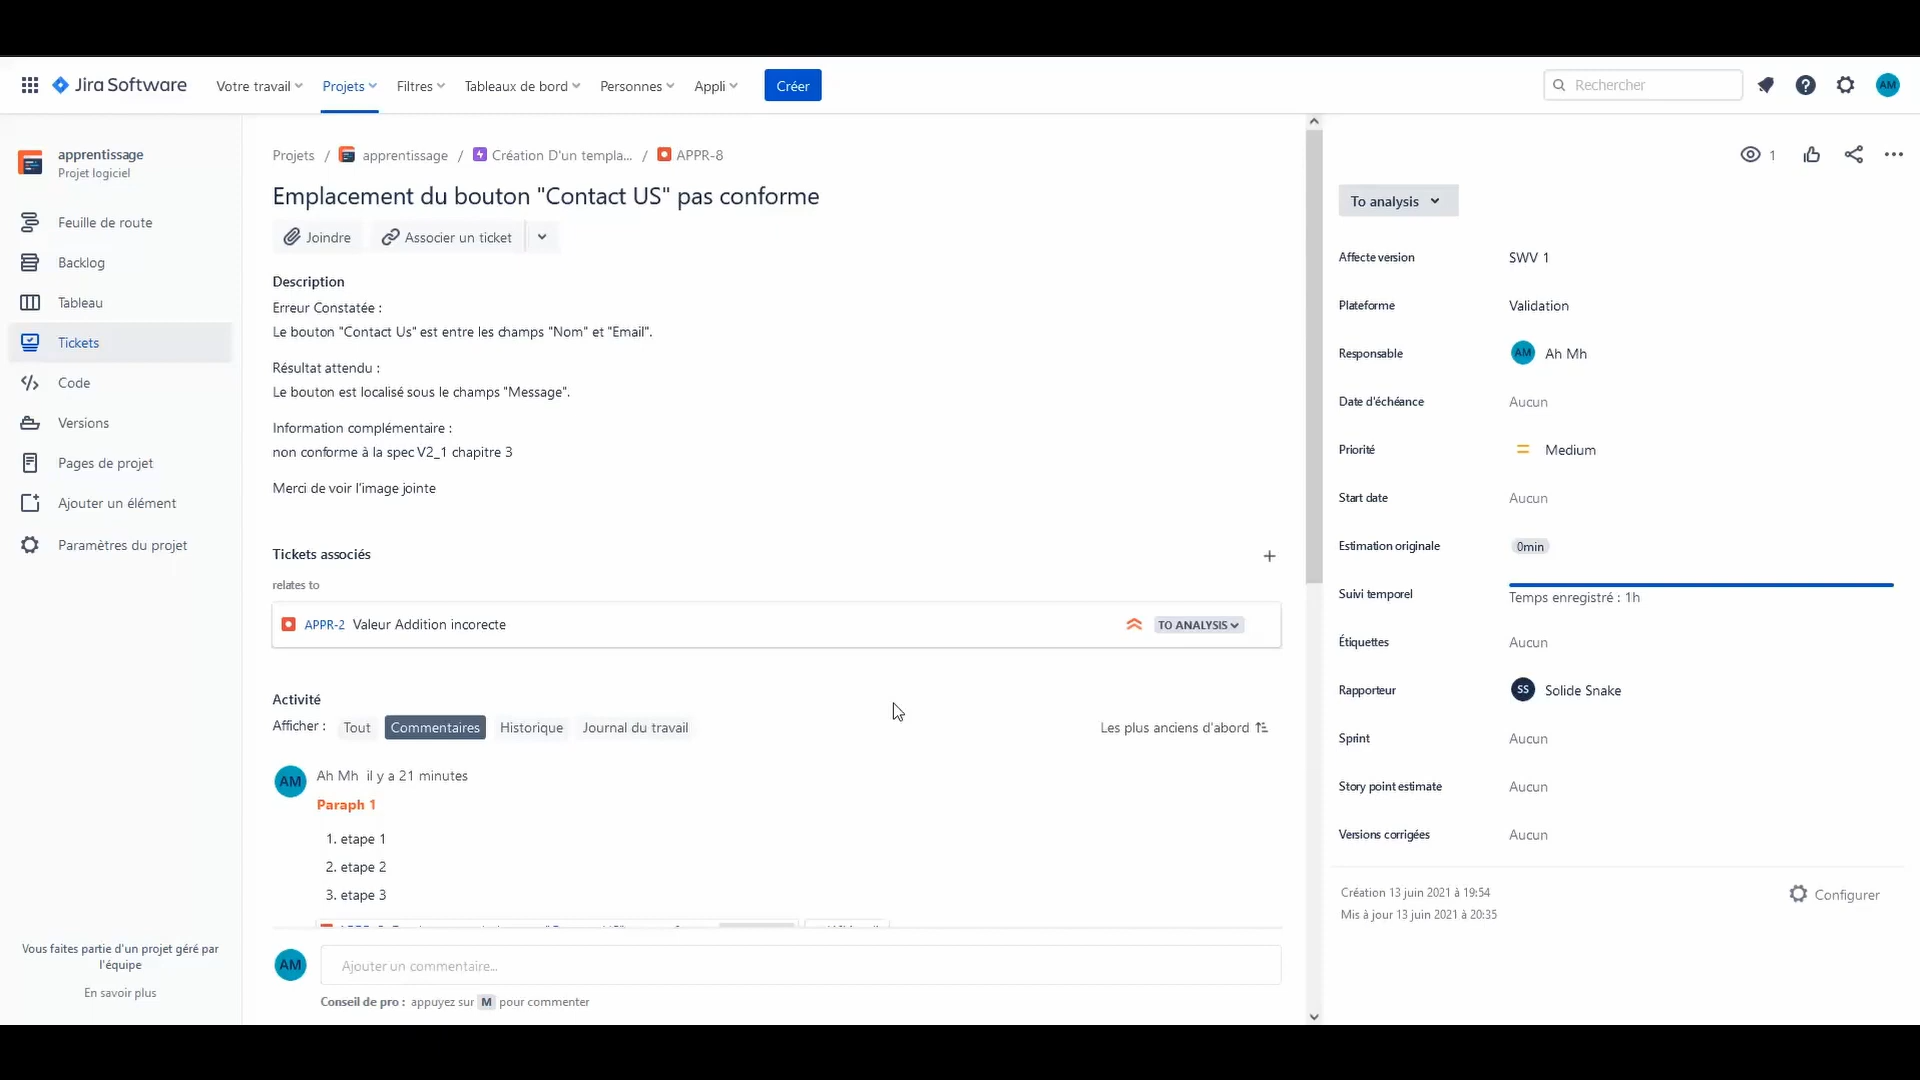 Jira Software Votre travail Projets Filtres Tableaux de bord Personnes Appli Créer Rechercher AM
apprentissage
Projet logiciel
Feuille de route
Backlog
Tableau
Tickets
Code
Versions
Pages de projet
Ajouter un élément
Paramètres du projet
Vous faites partie d'un projet géré par
l'équipe
En savoir plus
Projets / apprentissage / Création D'un templa... / APPR-8
Emplacement du bouton "Contact US" pas conforme
Joindre Associer un ticket
Description
Erreur Constatée :
Le bouton "Contact Us" est entre les champs "Nom" et "Email".
Résultat attendu :
Le bouton est localisé sous le champs "Message".
Information complémentaire :
non conforme à la spec V2_1 chapitre 3
Merci de voir l'image jointe
Tickets associés
relates to
APPR-2 Valeur Addition incorecte TO ANALYSIS
Activité
Afficher : Tout Commentaires Historique Journal du travail Les plus anciens d'abord
AM Ah Mh il y a 21 minutes
Paraph 1
1. etape 1
2. etape 2
3. etape 3
AM Ajouter un commentaire...
Conseil de pro : appuyez sur M pour commenter
1
To analysis
Affecte version SWV 1
Plateforme Validation
Responsable AM Ah Mh
Date d'échéance Aucun
Priorité Medium
Start date Aucun
Estimation originale 0min
Suivi temporel Temps enregistré : 1h
Étiquettes Aucun
Rapporteur SS Solide Snake
Sprint Aucun
Story point estimate Aucun
Versions corrigées Aucun
Création 13 juin 2021 à 19:54
Mis à jour 13 juin 2021 à 20:35
Configurer